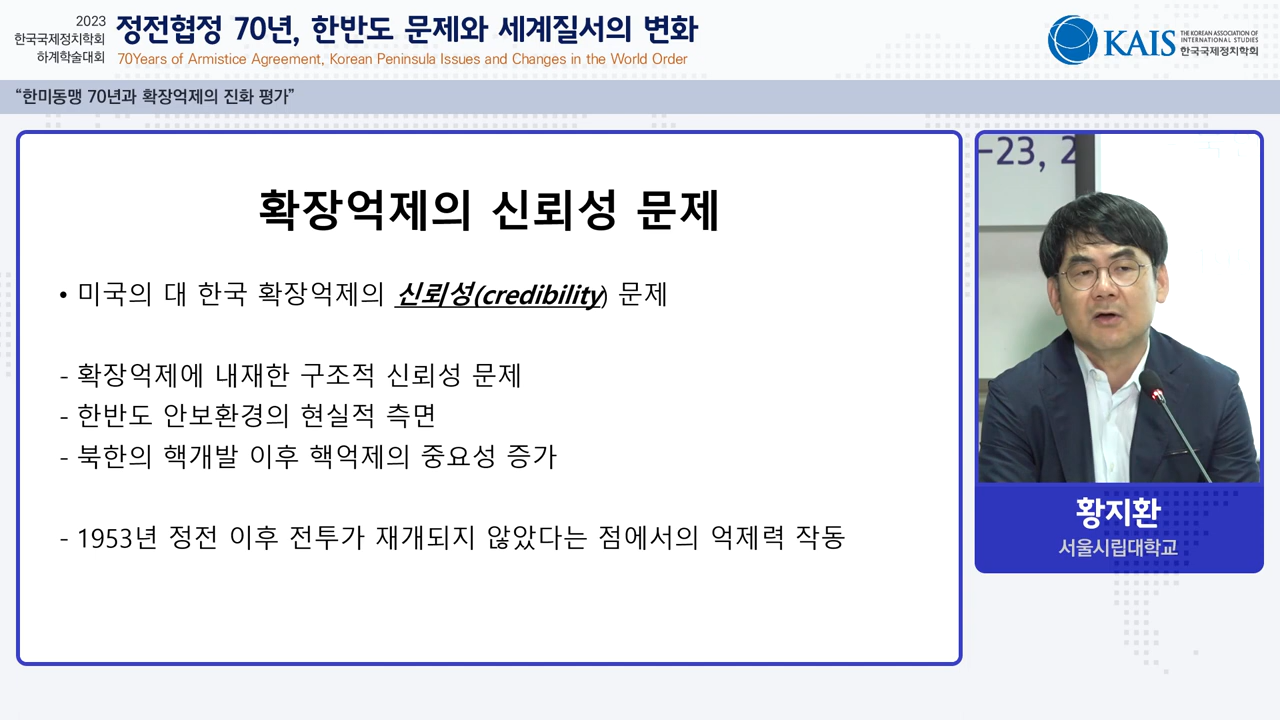 2023
한국국제정치학회
하계학술대회
정전협정 70년, 한반도 문제와 세계질서의 변화
70Years of Armistice Agreement, Korean Peninsula Issues and Changes in the World Order
KAIS
THE KOREAN ASSOCIATION OF
INTERNATIONAL STUDIES
한국국제정치학회
“한미동맹 70년과 확장억제의 진화 평가”
확장억제의 신뢰성 문제
• 미국의 대 한국 확장억제의 신뢰성(credibility) 문제
- 확장억제에 내재한 구조적 신뢰성 문제
- 한반도 안보환경의 현실적 측면
- 북한의 핵개발 이후 핵억제의 중요성 증가
- 1953년 정전 이후 전투가 재개되지 않았다는 점에서의 억제력 작동
-23, 2
황지환
서울시립대학교